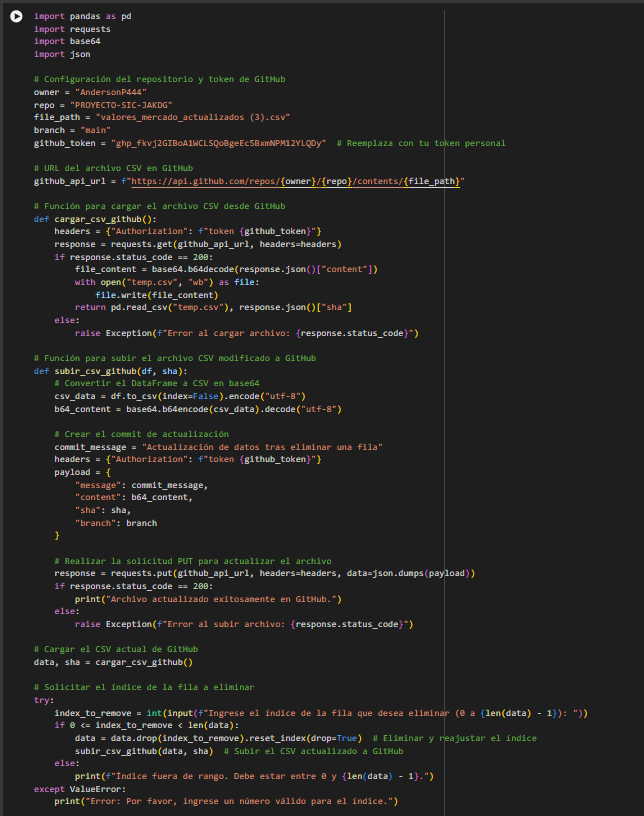 import pandas as pd
import requests
import base64
import json
# Configuración del repositorio y token de GitHub
owner = "AndersonP444"
repo = "PROYECTO-SIC-JAKDG"
file_path = "valores_mercado_actualizados (3).csv"
branch = "main"
github_token = # Reemplaza con tu token personal
# URL del archivo CSV en GitHub
github_api_url = f"https://api.github.com/repos/{owner}/{repo}/contents/{file_path}"
# Función para cargar el archivo CSV desde GitHub
def cargar_csv_github():
    headers = {"Authorization": f"token {github_token}"}
    response = requests.get(github_api_url, headers=headers)
    if response.status_code == 200:
        file_content = base64.b64decode(response.json()["content"])
        with open("temp.csv", "wb") as file:
            file.write(file_content)
        return pd.read_csv("temp.csv"), response.json()["sha"]
    else:
        raise Exception(f"Error al cargar archivo: {response.status_code}")
# Función para subir el archivo CSV modificado a GitHub
def subir_csv_github(df, sha):
    # Convertir el DataFrame a CSV en base64
    csv_data = df.to_csv(index=False).encode("utf-8")
    b64_content = base64.b64encode(csv_data).decode("utf-8")
    # Crear el commit de actualización
    commit_message = "Actualización de datos tras eliminar una fila"
    headers = {"Authorization": f"token {github_token}"}
    payload = {
        "message": commit_message,
        "content": b64_content,
        "sha": sha,
        "branch": branch
    }
    # Realizar la solicitud PUT para actualizar el archivo
    response = requests.put(github_api_url, headers=headers, data=json.dumps(payload))
    if response.status_code == 200:
        print("Archivo actualizado exitosamente en GitHub.")
    else:
        raise Exception(f"Error al subir archivo: {response.status_code}")
# Cargar el CSV actual de GitHub
data, sha = cargar_csv_github()
# Solicitar el índice de la fila a eliminar
try:
    index_to_remove = int(input(f"Ingrese el índice de la fila que desea eliminar (0 a {len(data) - 1}): "))
    if 0 <= index_to_remove < len(data):
        data = data.drop(index_to_remove).reset_index(drop=True)  # Eliminar y reajustar el índice
        subir_csv_github(data, sha)  # Subir el CSV actualizado a GitHub
    else:
        print(f"Índice fuera de rango. Debe estar entre 0 y {len(data) - 1}.")
except ValueError:
    print("Error: Por favor, ingrese un número válido para el índice.")